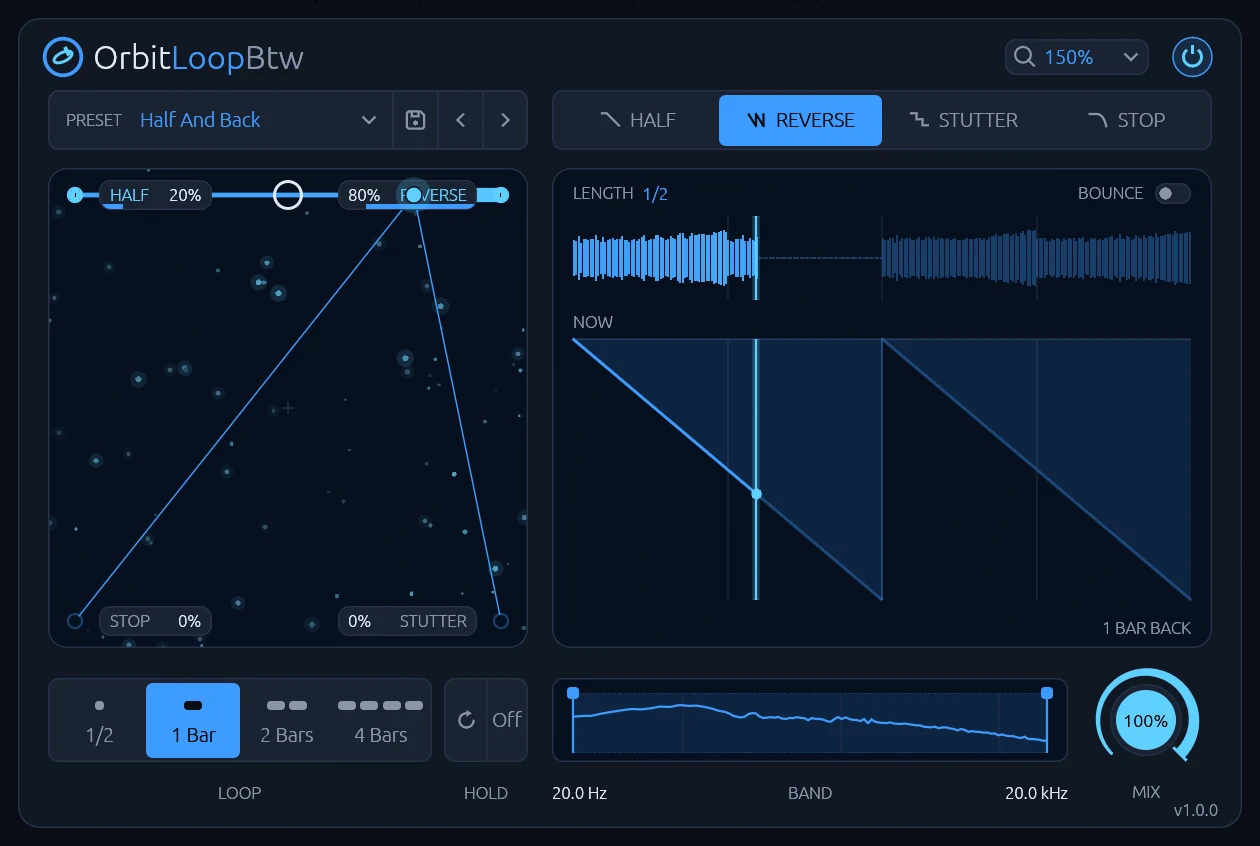 OrbitLoopBtw
150%
PRESET Half And Back
HALF REVERSE STUTTER STOP
HALF 20% 80% REVERSE
LENGTH 1/2 BOUNCE
NOW
STOP 0% 0% STUTTER
1 BAR BACK
1/2 1 Bar 2 Bars 4 Bars Off
100%
LOOP HOLD 20.0 Hz BAND 20.0 kHz MIX
v1.0.0